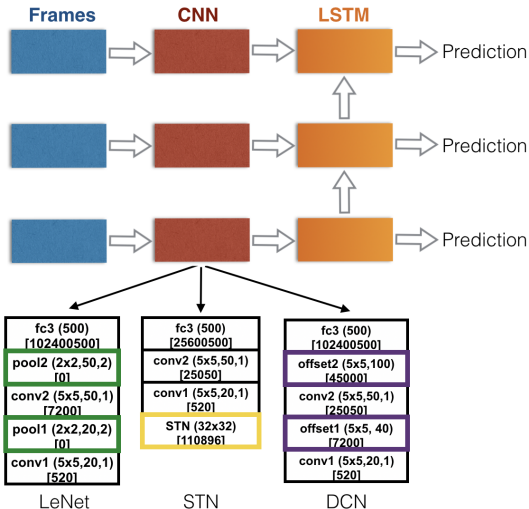 Frames CNN LSTM
Prediction
Prediction
Prediction
fc3 (500)
[102400500]
pool2 (2x2,50,2)
[0]
conv2 (5x5,50,1)
[7200]
pool1 (2x2,20,2)
[0]
conv1 (5x5,20,1)
[520]
LeNet
fc3 (500)
[25600500]
conv2 (5x5,50,1)
[25050]
conv1 (5x5,20,1)
[520]
STN (32x32)
[110896]
STN
fc3 (500)
[102400500]
offset2 (5x5,100)
[45000]
conv2 (5x5,50,1)
[25050]
offset1 (5x5, 40)
[7200]
conv1 (5x5,20,1)
[520]
DCN